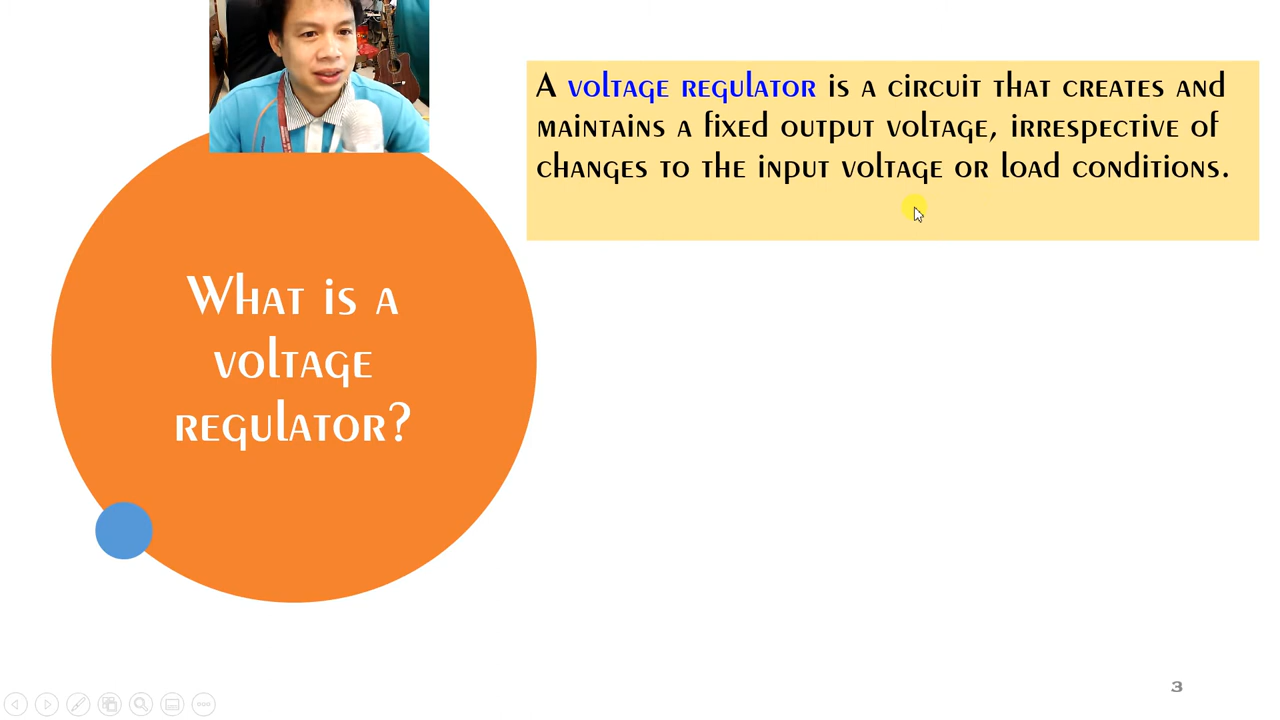 A voltage regulator is a circuit that creates and
maintains a fixed output voltage, irrespective of
changes to the input voltage or load conditions.
What is a
voltage
regulator?
3